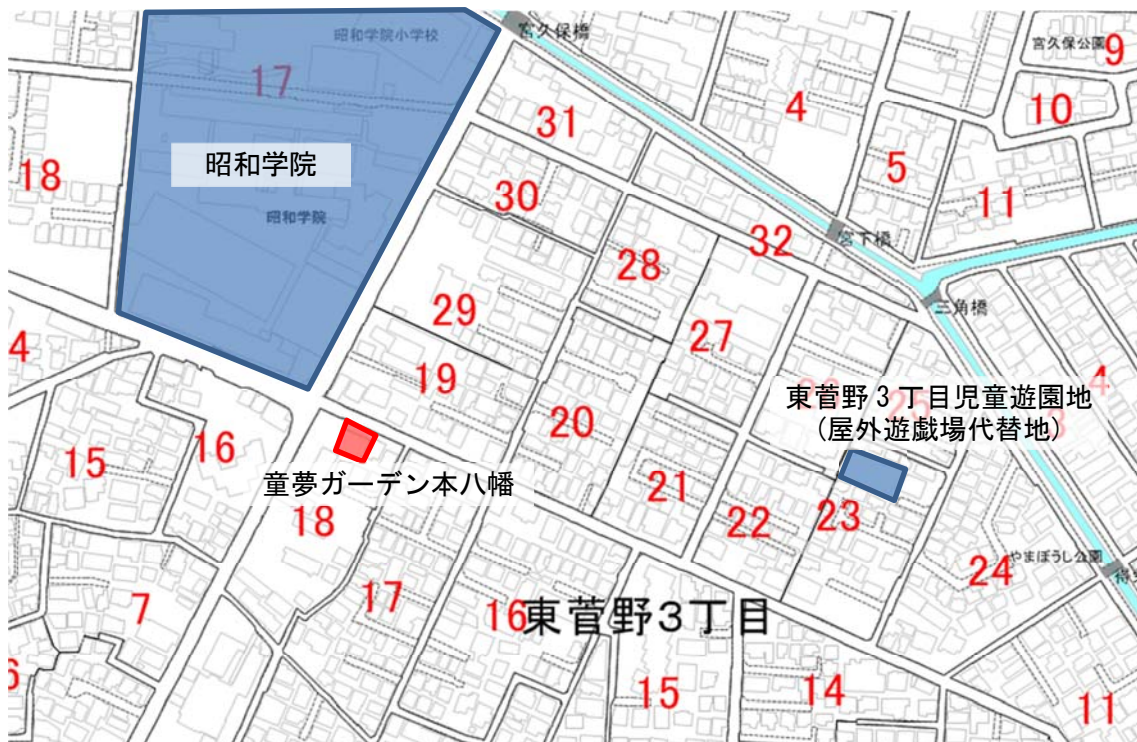 昭和学院小学校
宮久保橋
宮久保公園
9
17
4
10
31
昭和学院
18
5
30
11
昭和学院
宮下橋
32
28
三角橋
29
27
4
19
4
東菅野3丁目児童遊園地
(屋外遊戯場代替地)
20
16
15
童夢ガーデン本八幡
21
18
22
23
やまぼうし公園
24
17
7
16
東菅野3丁目
15
14
11